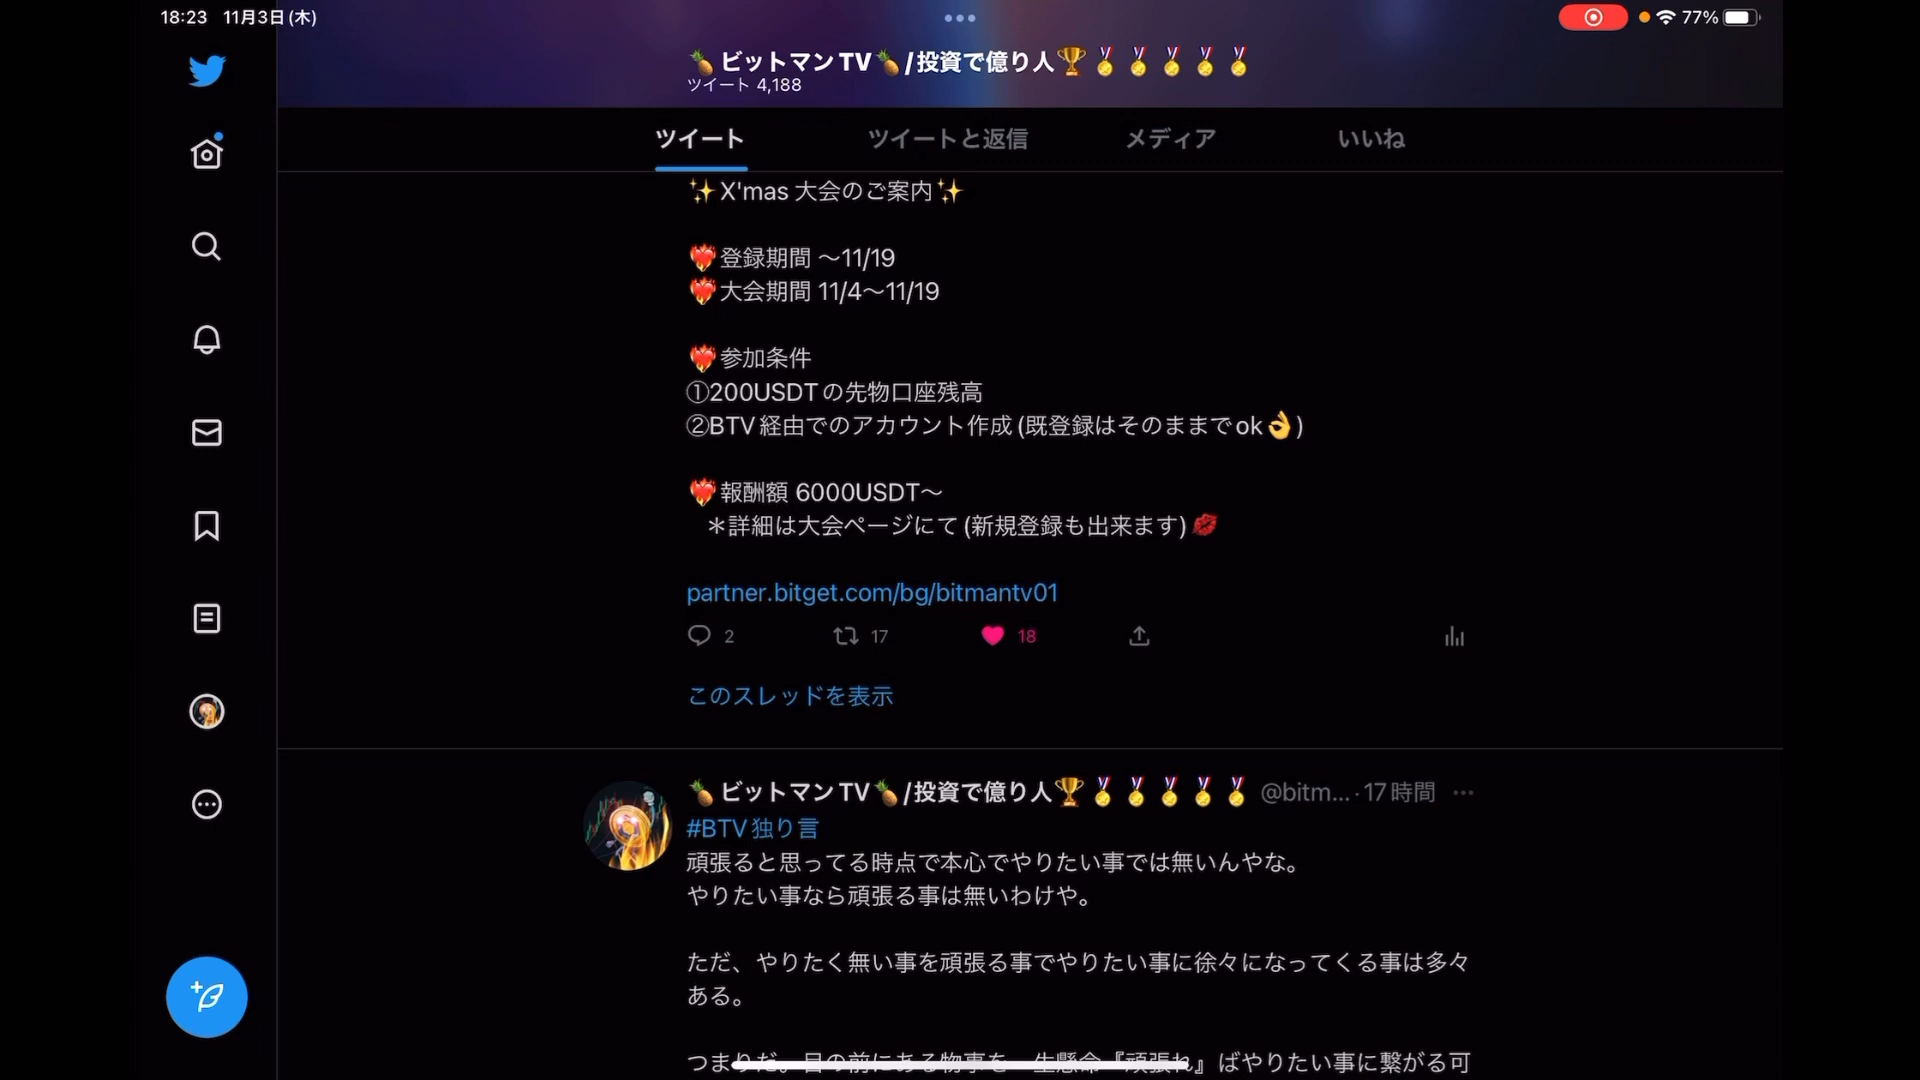 18:23 11月3日(木)
77%
🍍ビットマンTV🍍/投資で億り人🏆🏅🏅🏅🏅🏅
ツイート 4,188
ツイート ツイートと返信 メディア いいね
✨X'mas 大会のご案内✨
❤️‍🔥登録期間 〜11/19
❤️‍🔥大会期間 11/4〜11/19
❤️‍🔥参加条件
①200USDTの先物口座残高
②BTV経由でのアカウント作成(既登録はそのままでok👌)
❤️‍🔥報酬額 6000USDT〜
＊詳細は大会ページにて(新規登録も出来ます)💋
partner.bitget.com/bg/bitmantv01
2 17 18
このスレッドを表示
🍍ビットマンTV🍍/投資で億り人🏆🏅🏅🏅🏅🏅 @bitm... · 17時間
#BTV独り言
頑張ると思ってる時点で本心でやりたい事では無いんやな。
やりたい事なら頑張る事は無いわけや。
ただ、やりたく無い事を頑張る事でやりたい事に徐々になってくる事は多々
ある。
つまりだ。目の前にある物事を一生懸命『頑張れ』ばやりたい事に繋がる可